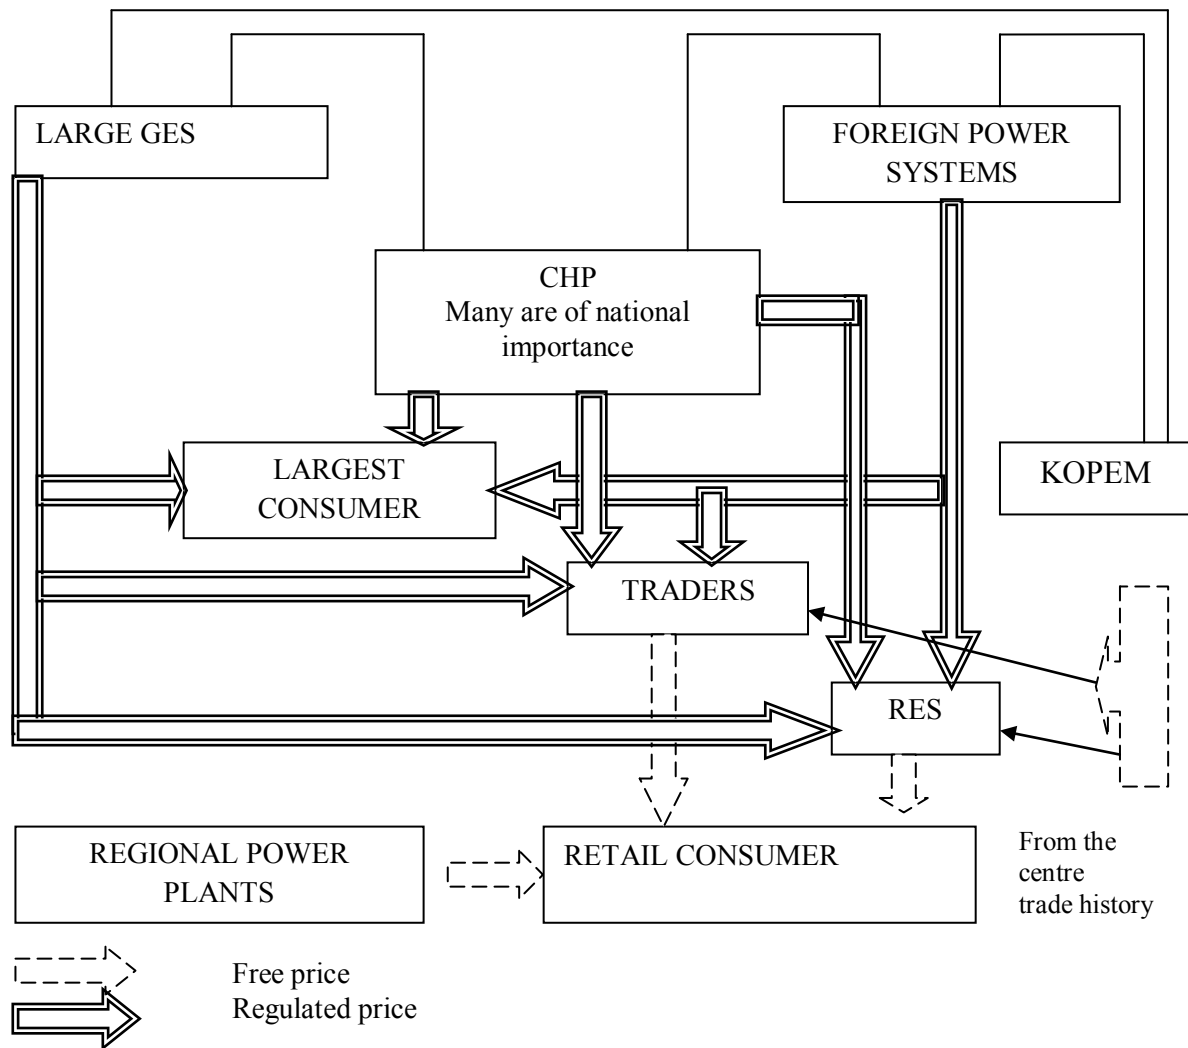 LARGE GES
FOREIGN POWER
SYSTEMS
CHP
Many are of national
importance
LARGEST
CONSUMER
KOPEM
TRADERS
RES
REGIONAL POWER
PLANTS
RETAIL CONSUMER
From the
centre
trade history
Free price
Regulated price